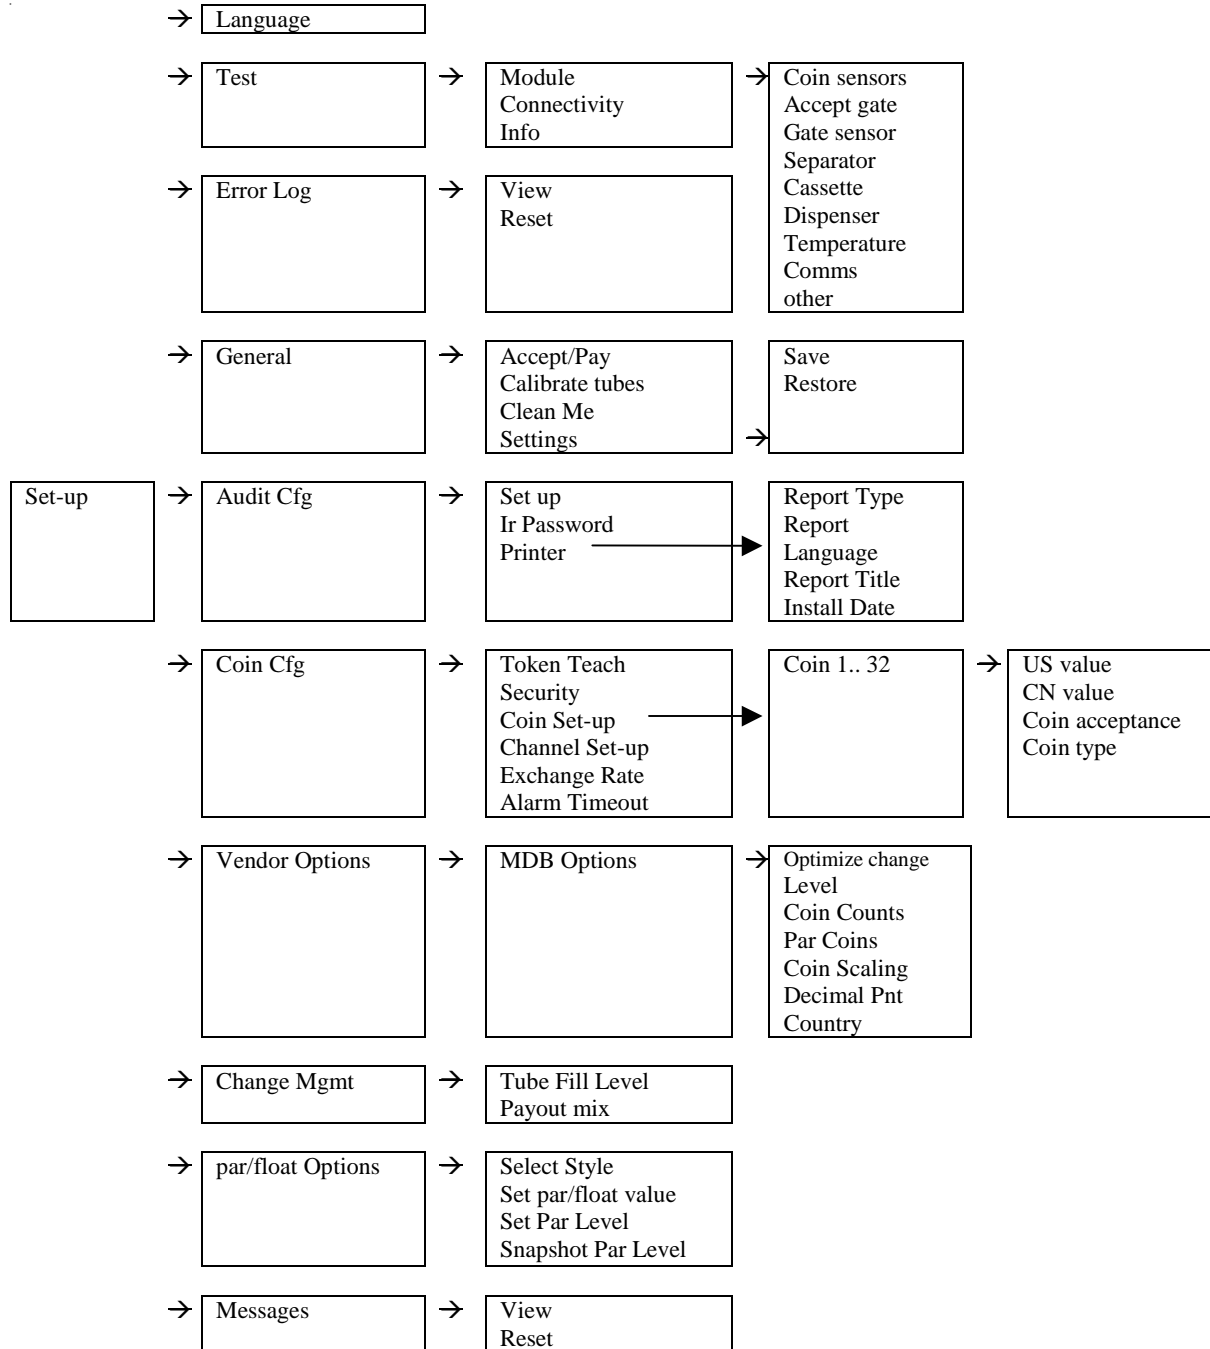 Language
Test
Module
Connectivity
Info
Coin sensors
Accept gate
Gate sensor
Separator
Cassette
Dispenser
Temperature
Comms
other
Error Log
View
Reset
General
Accept/Pay
Calibrate tubes
Clean Me
Settings
Save
Restore
Set-up
Audit Cfg
Set up
Ir Password
Printer
Report Type
Report
Language
Report Title
Install Date
Coin Cfg
Token Teach
Security
Coin Set-up
Channel Set-up
Exchange Rate
Alarm Timeout
Coin 1.. 32
US value
CN value
Coin acceptance
Coin type
Vendor Options
MDB Options
Optimize change
Level
Coin Counts
Par Coins
Coin Scaling
Decimal Pnt
Country
Change Mgmt
Tube Fill Level
Payout mix
par/float Options
Select Style
Set par/float value
Set Par Level
Snapshot Par Level
Messages
View
Reset